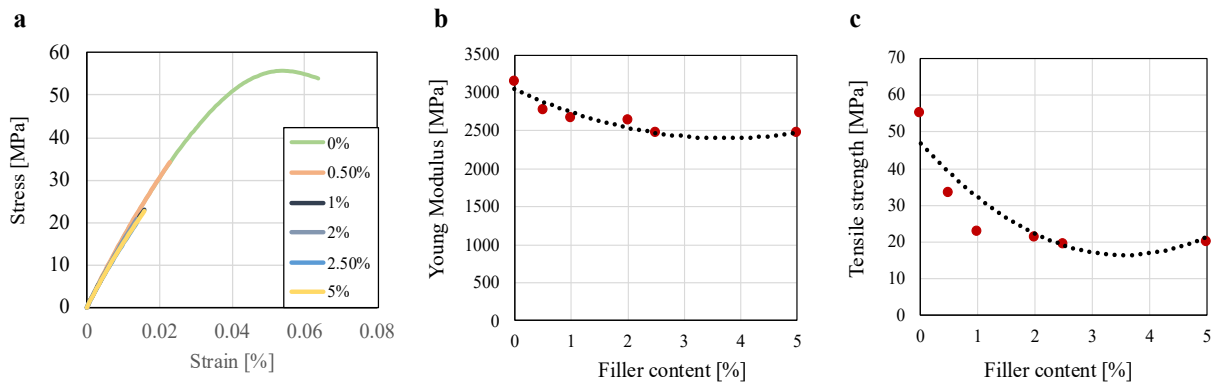 a
60
50
40
30
20
10
0
Stress [MPa]
0 0.02 0.04 0.06 0.08
Strain [%]
0%
0.50%
1%
2%
2.50%
5%
b
3500
3000
2500
2000
1500
1000
500
0
Young Modulus [MPa]
0 1 2 3 4 5
Filler content [%]
c
70
60
50
40
30
20
10
0
Tensile strength [MPa]
0 1 2 3 4 5
Filler content [%]